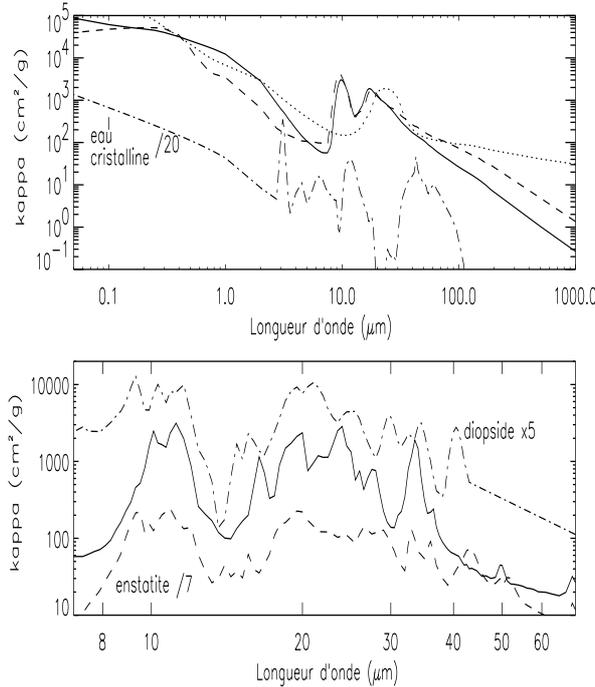 kappa (cm²/g)
10⁵
10⁴
10³
10²
10¹
10⁰
10⁻¹
eau
cristalline /20
0.1 1.0 10.0 100.0 1000.0
Longueur d'onde (μm)
kappa (cm²/g)
10000
1000
100
10
diopside x5
enstatite /7
8 10 20 30 40 50 60
Longueur d'onde (μm)